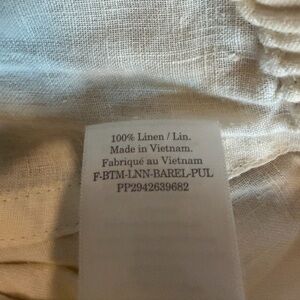 100% Linen / Lin.
Made in Vietnam.
Fabriqué au Vietnam
F-BTM-LNN-BAREL-PUL
PP2942639682